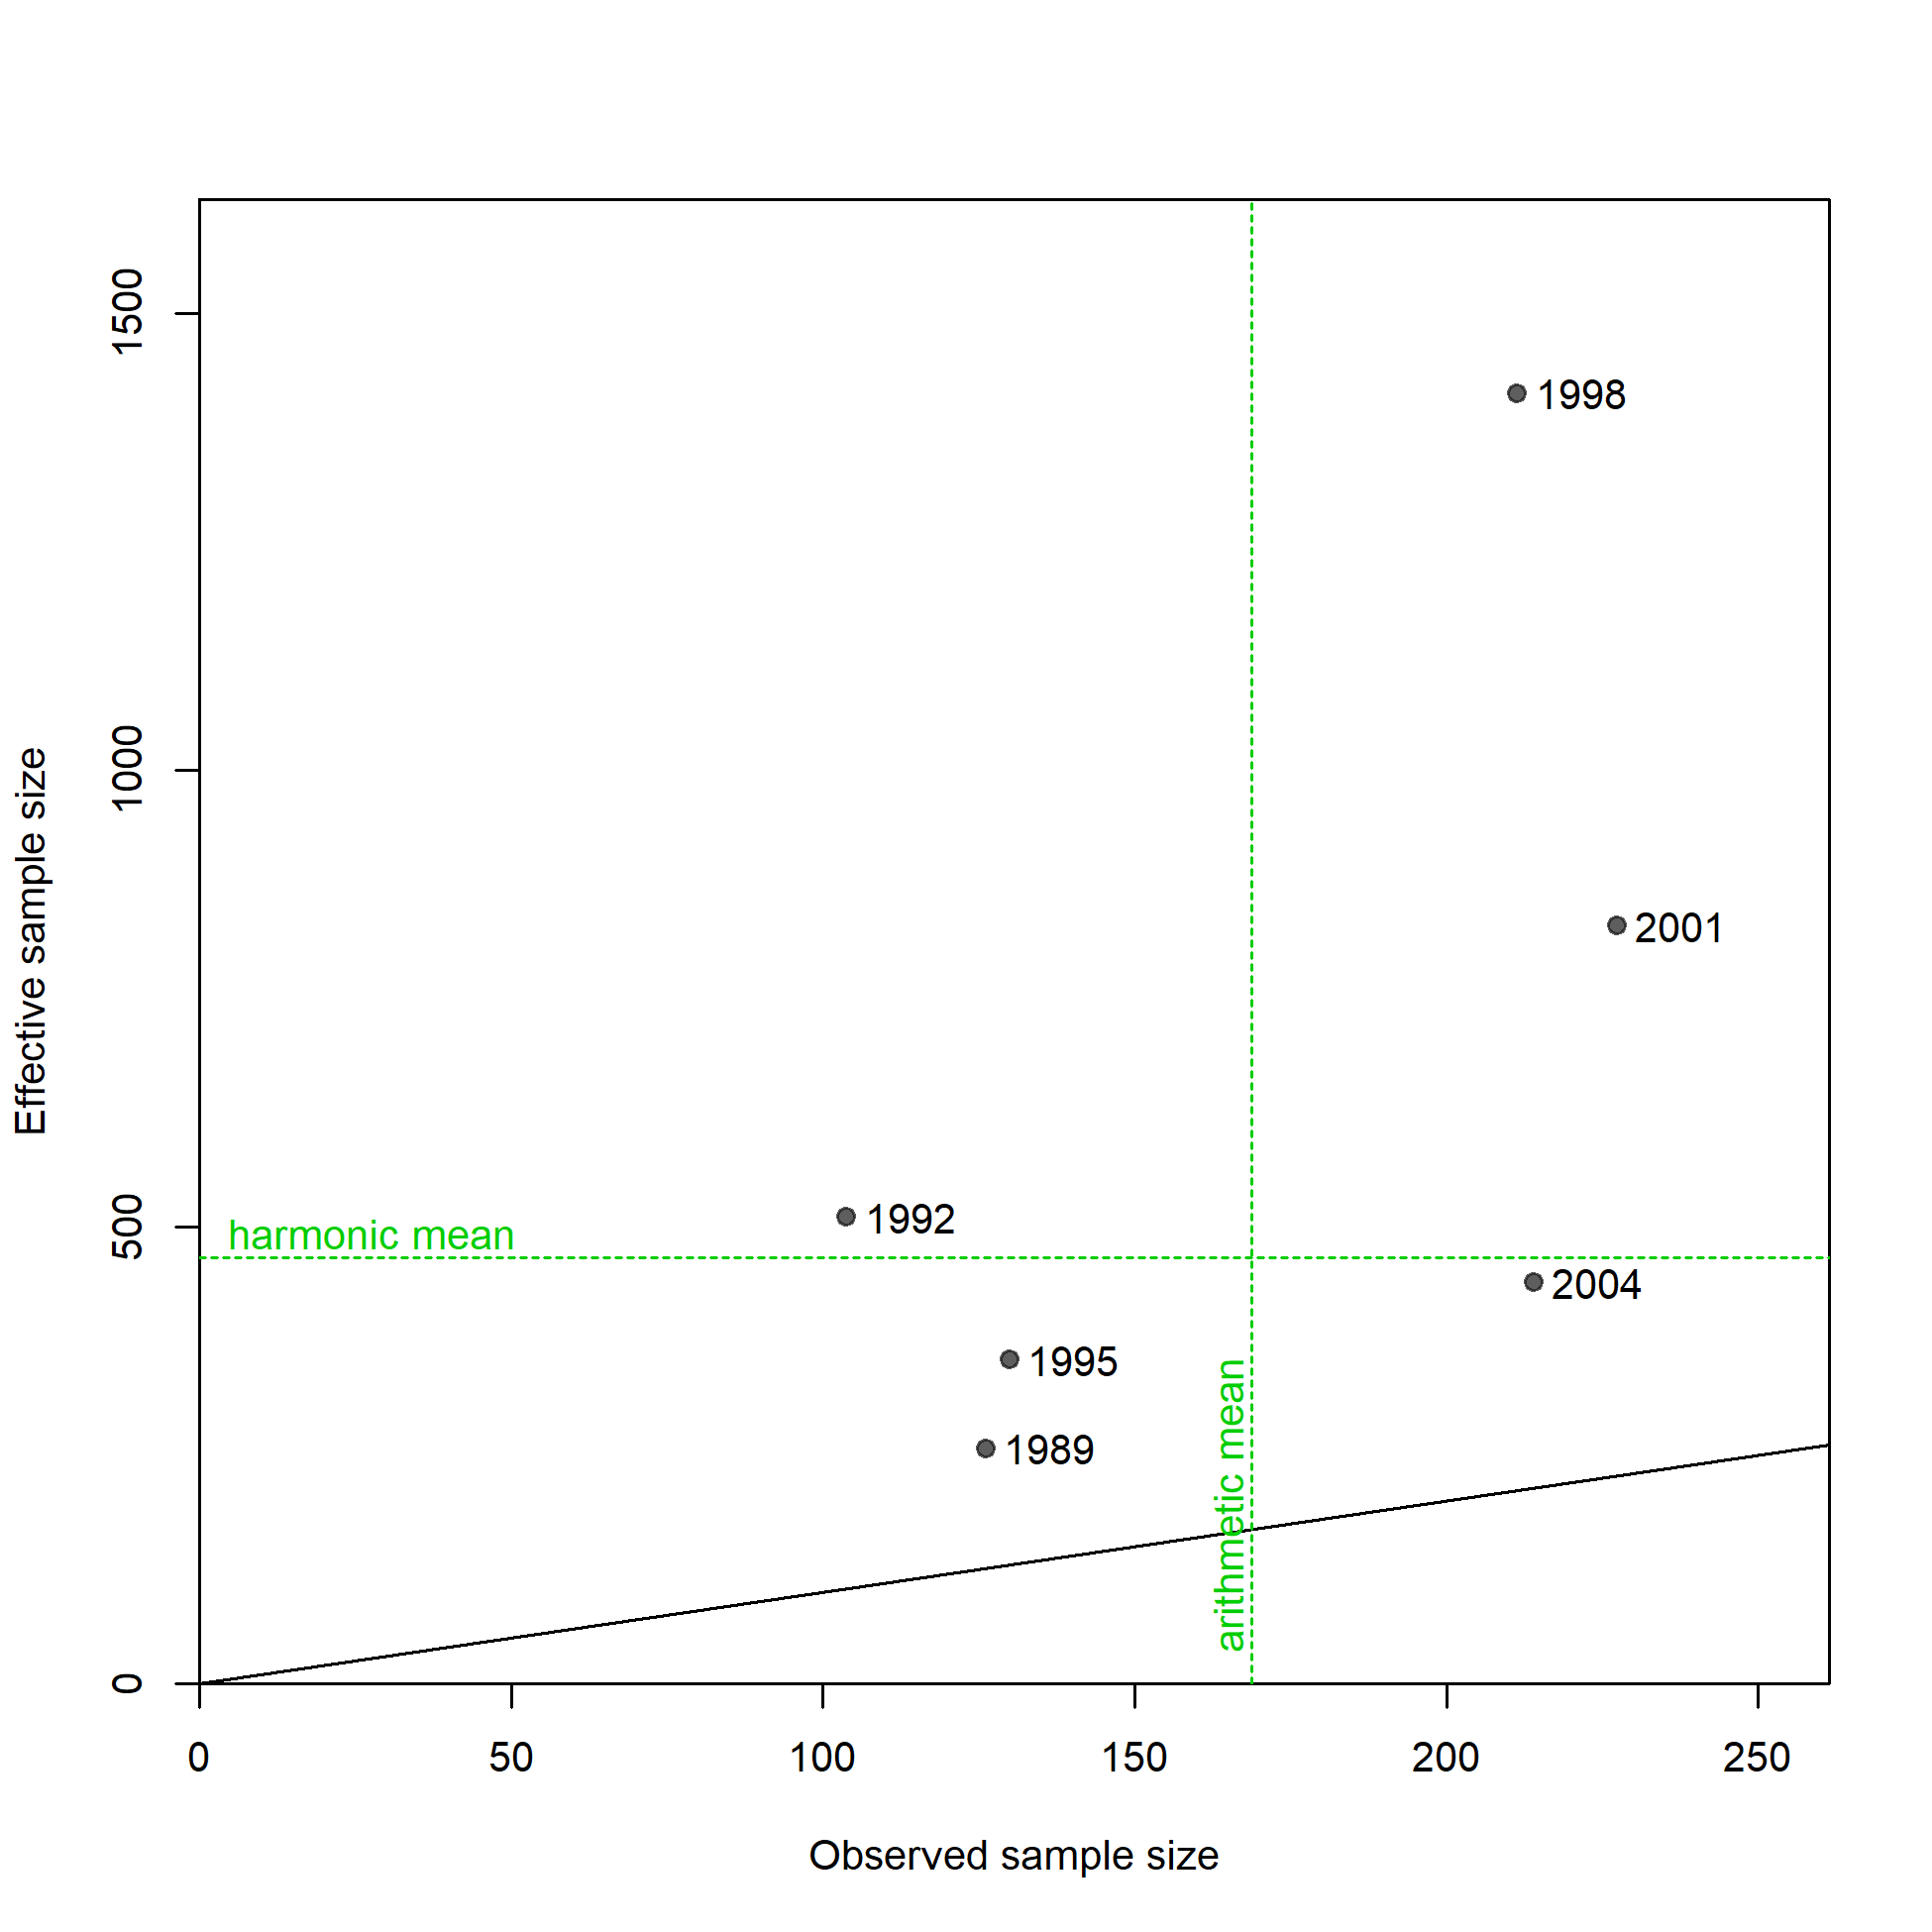 1500
1998
1000
2001
Effective sample size
500
1992
harmonic mean
2004
1995
arithmetic mean
1989
0
0 50 100 150 200 250
Observed sample size